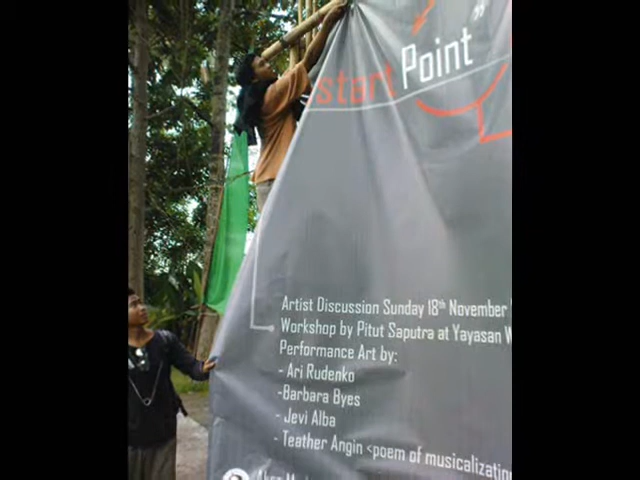 start Point "
Artist Discussion Sunday 18th November
Workshop by Pitut Saputra at Yayasan W
Performance Art by:
- Ari Rudenko
-Barbara Byes
- Jevi Alba
- Teather Angin <poem of musicalization